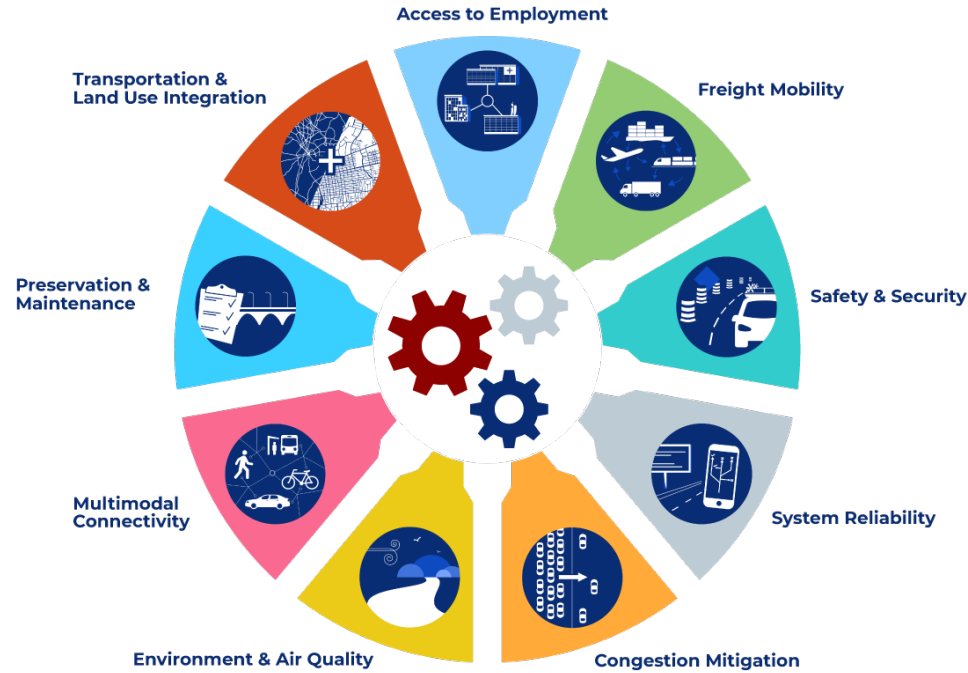 Access to Employment
Transportation &
Land Use Integration
Freight Mobility
Preservation &
Maintenance
Safety & Security
Multimodal
Connectivity
System Reliability
Environment & Air Quality
Congestion Mitigation